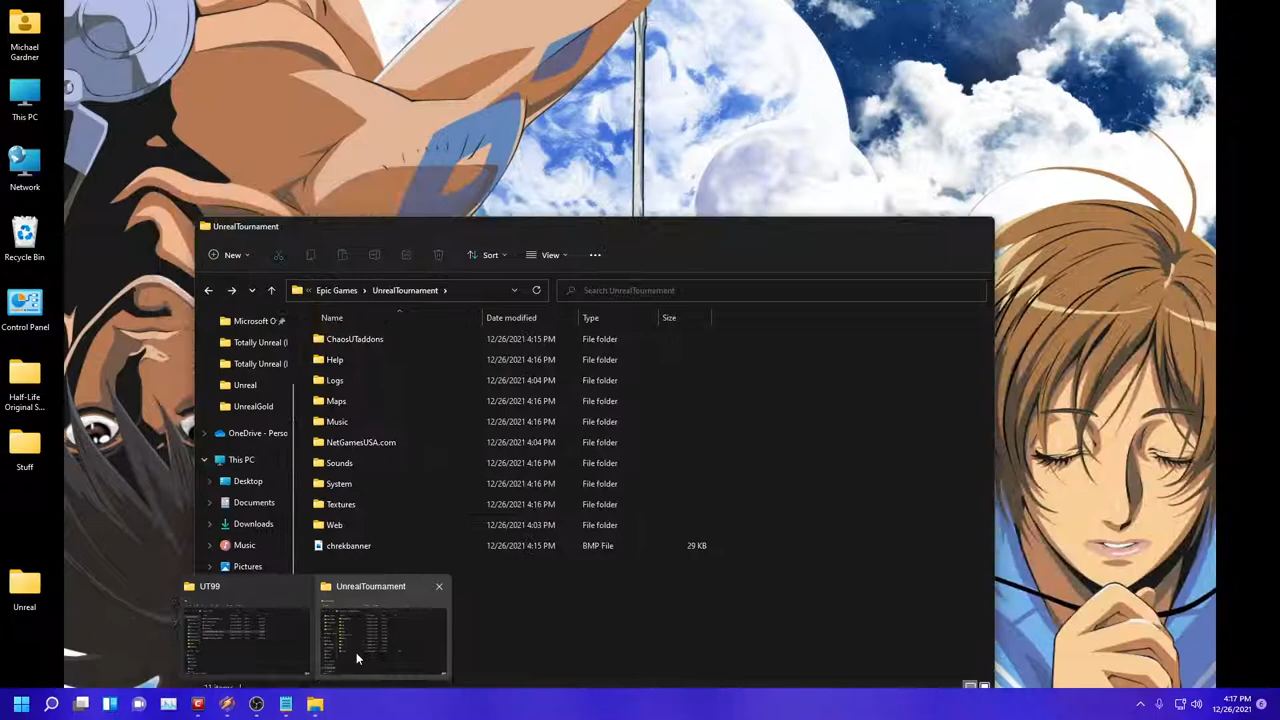 Michael
Gardner
This PC
Network
Recycle Bin
Control Panel
Half-Life
Original S...
Stuff
Unreal
UnrealTournament
New
Sort
View
Epic Games
UnrealTournament
Search UnrealTournament
Name
Date modified
Type
Size
Microsoft O
Totally Unreal (I
Totally Unreal (I
Unreal
UnrealGold
OneDrive - Perso
This PC
Desktop
Documents
Downloads
Music
Pictures
ChaosUTaddons 12/26/2021 4:15 PM File folder
Help 12/26/2021 4:16 PM File folder
Logs 12/26/2021 4:04 PM File folder
Maps 12/26/2021 4:16 PM File folder
Music 12/26/2021 4:16 PM File folder
NetGamesUSA.com 12/26/2021 4:04 PM File folder
Sounds 12/26/2021 4:16 PM File folder
System 12/26/2021 4:16 PM File folder
Textures 12/26/2021 4:16 PM File folder
Web 12/26/2021 4:03 PM File folder
chrekbanner 12/26/2021 4:15 PM BMP File 29 KB
UT99
UnrealTournament
4:17 PM
12/26/2021